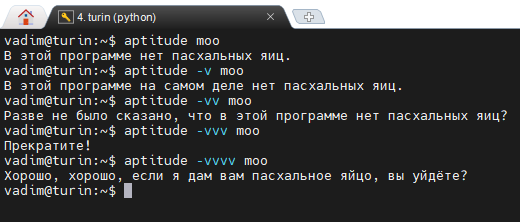 4. turin (python)
vadim@turin:~$ aptitude moo
В этой программе нет пасхальных яиц.
vadim@turin:~$ aptitude -v moo
В этой программе на самом деле нет пасхальных яиц.
vadim@turin:~$ aptitude -vv moo
Разве не было сказано, что в этой программе нет пасхальных яиц?
vadim@turin:~$ aptitude -vvv moo
Прекратите!
vadim@turin:~$ aptitude -vvvv moo
Хорошо, хорошо, если я дам вам пасхальное яйцо, вы уйдёте?
vadim@turin:~$